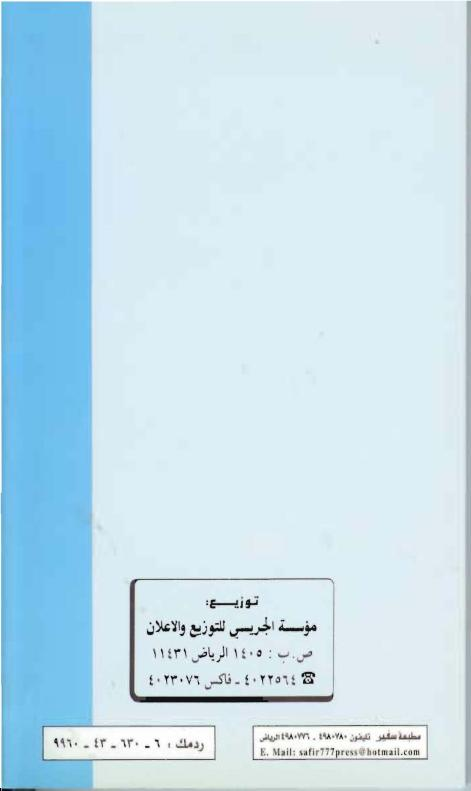 توزيــع:
مؤسسة الجريسي للتوزيع والاعلان
ص.ب : ١٤٠٥ الرياض ١١٤٣١
☎ ٤٠٢٢٥٦٤ ـ فاكس ٤٠٢٣٠٧٦
مطبعة سفير تليفون ٤٩٨٠٧٨٠ ـ ٤٩٨٠٧٧٦ الرياض
E. Mail: safir777press@hotmail.com
ردمك : ٦ ـ ٦٣٠ ـ ٤٣ ـ ٩٩٦٠